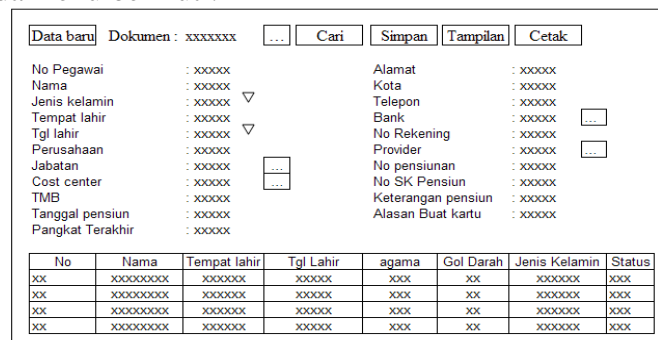 Data baru Dokumen : xxxxxxx ... Cari Simpan Tampilan Cetak
No Pegawai : xxxxx Alamat : xxxxx
Nama : xxxxx Kota : xxxxx
Jenis kelamin : xxxxx Telepon : xxxxx
Tempat lahir : xxxxx Bank : xxxxx ...
Tgl lahir : xxxxx No Rekening : xxxxx
Perusahaan : xxxxx Provider : xxxxx ...
Jabatan : xxxxx ... No pensiunan : xxxxx
Cost center : xxxxx ... No SK Pensiun : xxxxx
TMB : xxxxx Keterangan pensiun : xxxxx
Tanggal pensiun : xxxxx Alasan Buat kartu : xxxxx
Pangkat Terakhir : xxxxx
No Nama Tempat lahir Tgl Lahir agama Gol Darah Jenis Kelamin Status
xx xxxxxxxx xxxxxx xxxxx xxx xx xxxxxx xxx
xx xxxxxxxx xxxxxx xxxxx xxx xx xxxxxx xxx
xx xxxxxxxx xxxxxx xxxxx xxx xx xxxxxx xxx
xx xxxxxxxx xxxxxx xxxxx xxx xx xxxxxx xxx